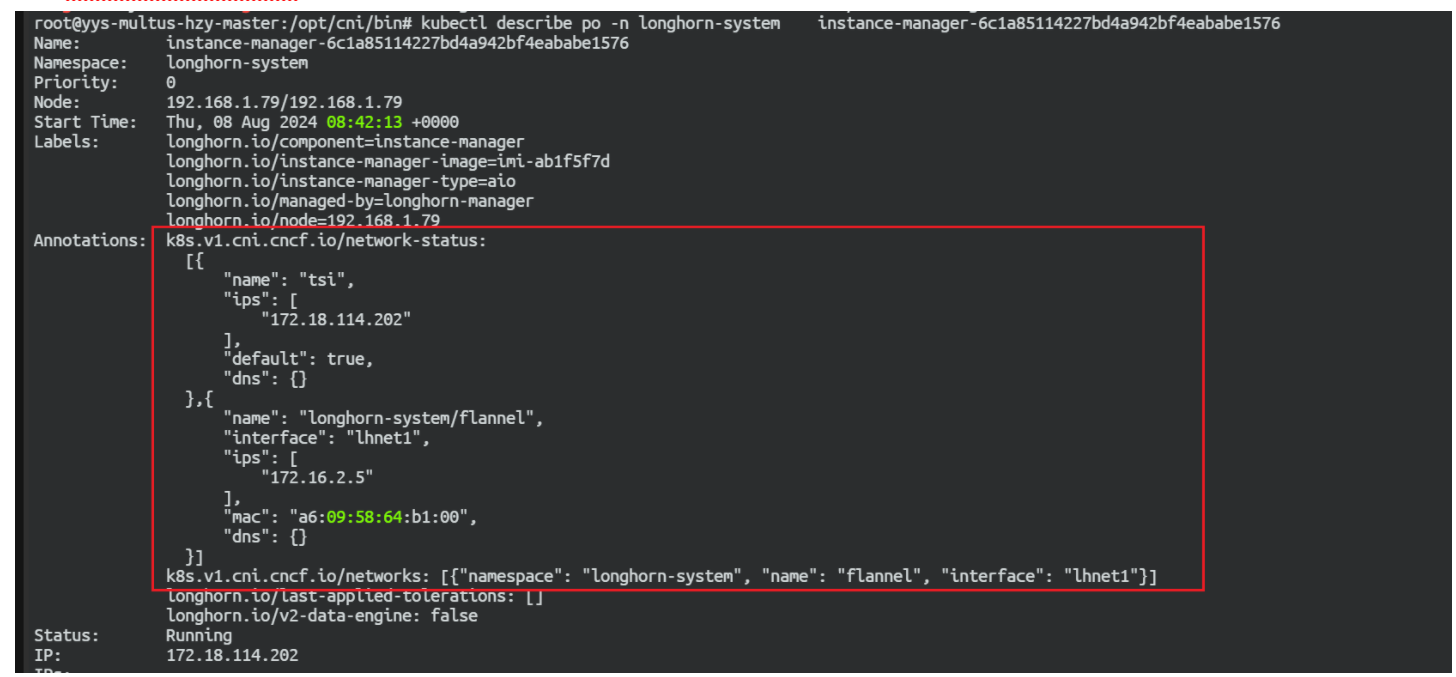 root@yys-multus-hzy-master:/opt/cni/bin# kubectl describe po -n longhorn-system    instance-manager-6c1a85114227bd4a942bf4eababe1576
Name:         instance-manager-6c1a85114227bd4a942bf4eababe1576
Namespace:    longhorn-system
Priority:     0
Node:         192.168.1.79/192.168.1.79
Start Time:   Thu, 08 Aug 2024 08:42:13 +0000
Labels:       longhorn.io/component=instance-manager
              longhorn.io/instance-manager-image=imi-ab1f5f7d
              longhorn.io/instance-manager-type=aio
              longhorn.io/managed-by=longhorn-manager
              longhorn.io/node=192.168.1.79
Annotations:  k8s.v1.cni.cncf.io/network-status:
                [{
                    "name": "tsi",
                    "ips": [
                        "172.18.114.202"
                    ],
                    "default": true,
                    "dns": {}
                },{
                    "name": "longhorn-system/flannel",
                    "interface": "lhnet1",
                    "ips": [
                        "172.16.2.5"
                    ],
                    "mac": "a6:09:58:64:b1:00",
                    "dns": {}
                }]
              k8s.v1.cni.cncf.io/networks: [{"namespace": "longhorn-system", "name": "flannel", "interface": "lhnet1"}]
              longhorn.io/last-applied-tolerations: []
              longhorn.io/v2-data-engine: false
Status:       Running
IP:           172.18.114.202
IPs: